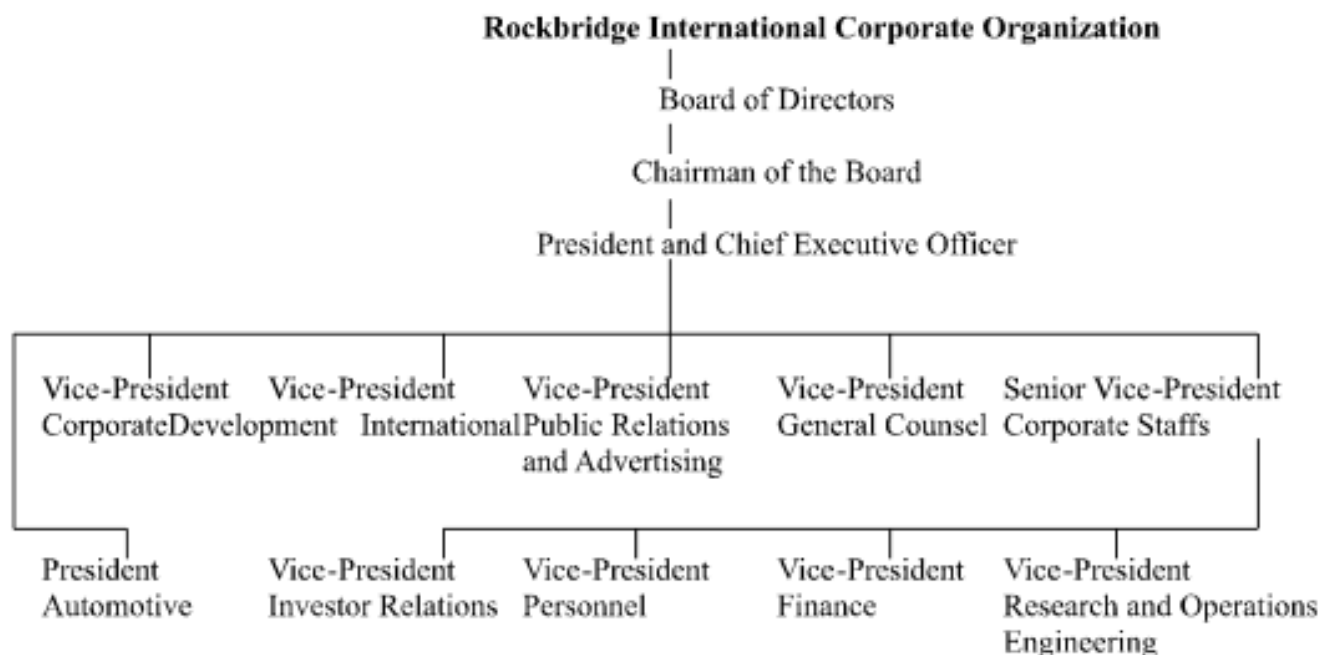 Rockbridge International Corporate Organization
Board of Directors
Chairman of the Board
President and Chief Executive Officer
Vice-President
CorporateDevelopment
Vice-President
International
Vice-President
Public Relations
and Advertising
Vice-President
General Counsel
Senior Vice-President
Corporate Staffs
President
Automotive
Vice-President
Investor Relations
Vice-President
Personnel
Vice-President
Finance
Vice-President
Research and Operations
Engineering